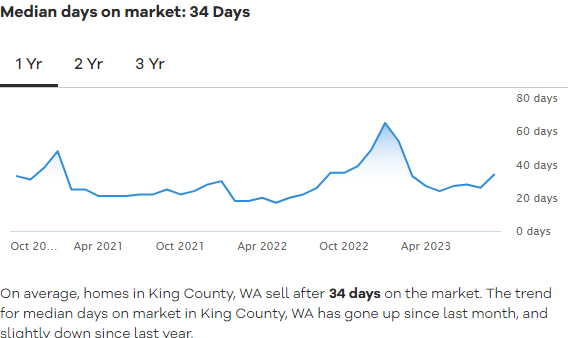 Median days on market: 34 Days
1 Yr 2 Yr 3 Yr
80 days
60 days
40 days
20 days
0 days
Oct 20... Apr 2021 Oct 2021 Apr 2022 Oct 2022 Apr 2023
On average, homes in King County, WA sell after 34 days on the market. The trend
for median days on market in King County, WA has gone up since last month, and
slightly down since last year.